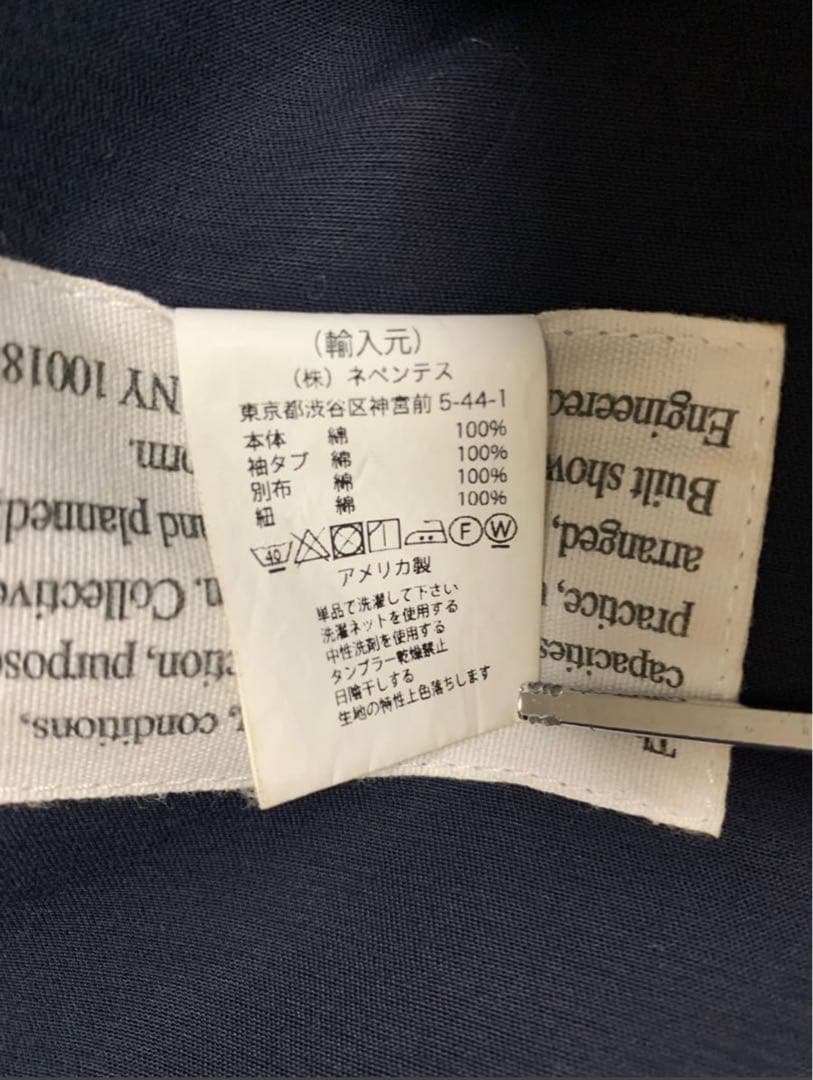 (輸入元)
(株) ネペンテス
東京都渋谷区神宮前 5-44-1
本体 綿 100%
袖タブ 綿 100%
別布 綿 100%
紐 綿 100%
40 F W
アメリカ製
単品で洗濯して下さい
洗濯ネットを使用する
中性洗剤を使用する
タンブラー乾燥禁止
日陰干しする
生地の特性上色落ちします
conditions,
purpose
Collective
capacities
practice,
planned
arranged,
Built
Engineered
NY 10018